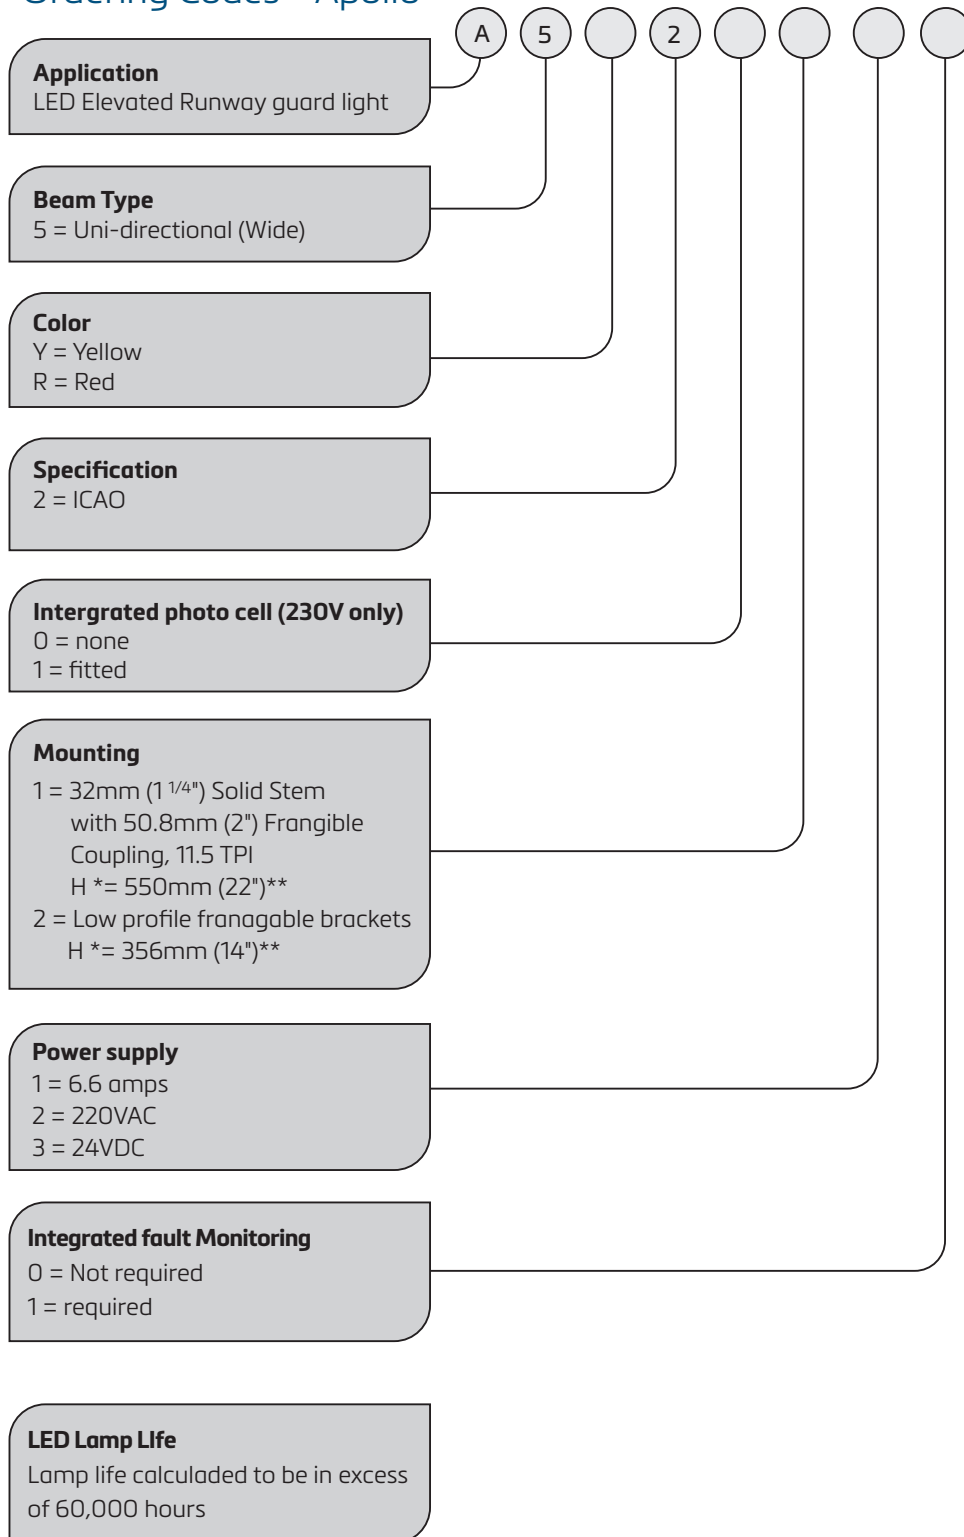 Ordering Codes - Apollo
A 5 2
Application
LED Elevated Runway guard light
Beam Type
5 = Uni-directional (Wide)
Color
Y = Yellow
R = Red
Specification
2 = ICAO
Intergrated photo cell (230V only)
0 = none
1 = fitted
Mounting
1 = 32mm (1 1/4") Solid Stem
with 50.8mm (2") Frangible
Coupling, 11.5 TPI
H *= 550mm (22")**
2 = Low profile franagable brackets
H *= 356mm (14")**
Power supply
1 = 6.6 amps
2 = 220VAC
3 = 24VDC
Integrated fault Monitoring
0 = Not required
1 = required
LED Lamp LIfe
Lamp life calculaded to be in excess
of 60,000 hours